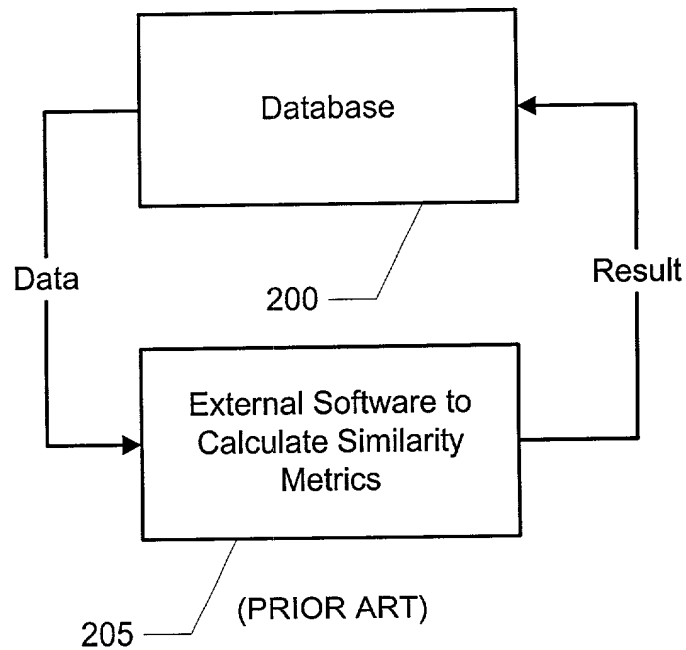 Database
Data
Result
200
External Software to
Calculate Similarity
Metrics
205
(PRIOR ART)